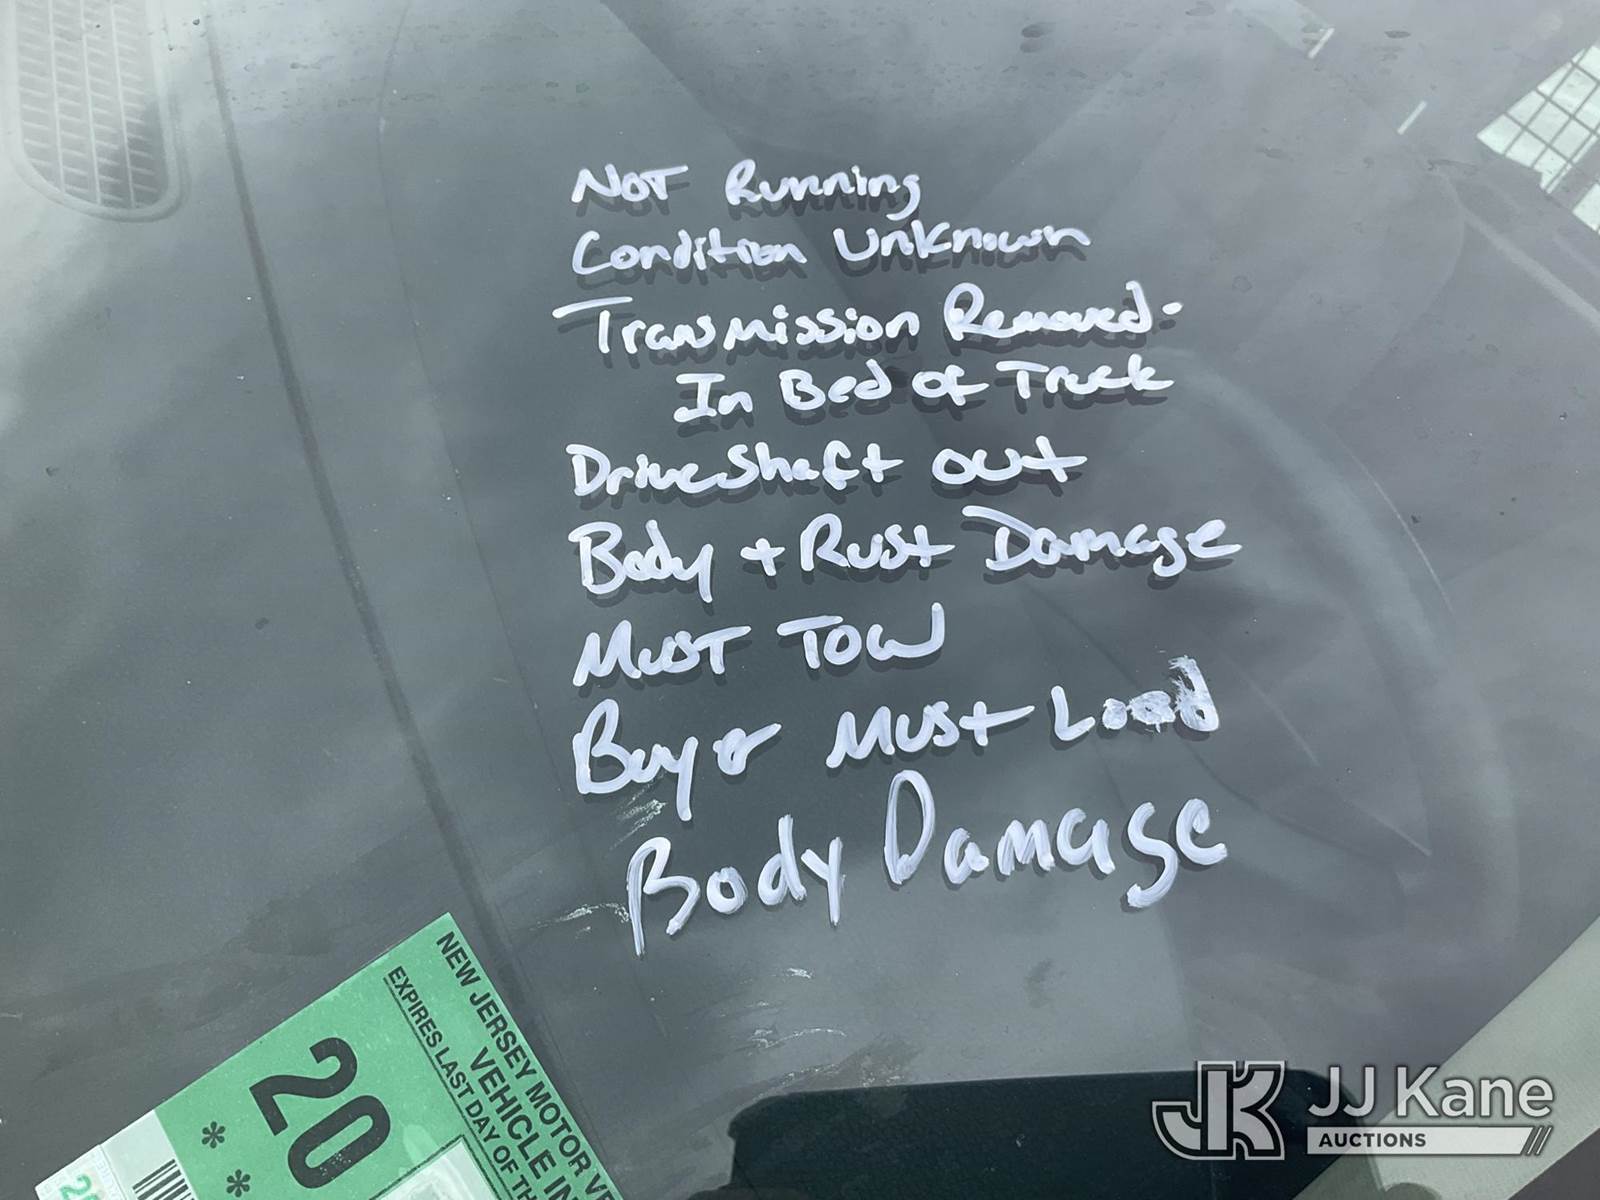 NOT Running
Condition Unknown
Transmission Removed-
In Bed of Truck
DriveShaft out
Body + Rust Damage
MUST TOW
Buyer Must Load
Body Damage
NEW JERSEY MOTOR VE
VEHICLE IN
EXPIRES LAST DAY OF TH
20
* *
JJ Kane
AUCTIONS